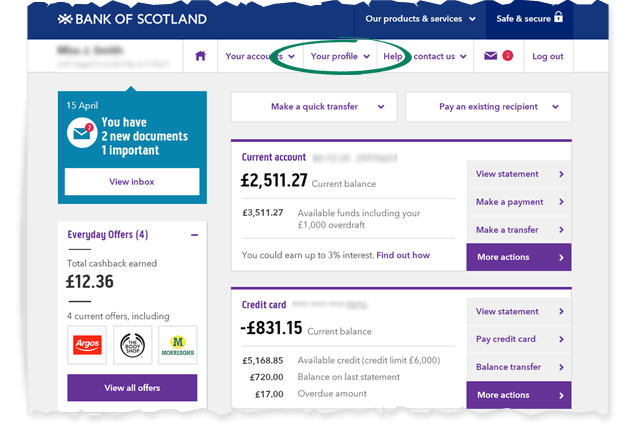 BANK OF SCOTLAND
Our products & services
Safe & secure
Your accounts
Your profile
Help & contact us
2
Log out
15 April
You have
2 new documents
1 important
2
View inbox
Make a quick transfer
Pay an existing recipient
Current account
£2,511.27 Current balance
£3,511.27 Available funds including your
£1,000 overdraft
You could earn up to 3% interest. Find out how
View statement
Make a payment
Make a transfer
More actions
Everyday Offers (4)
Total cashback earned
£12.36
4 current offers, including
Argos
THE BODY SHOP
M
MORRISONS
View all offers
Credit card
-£831.15 Current balance
£5,168.85 Available credit (credit limit £6,000)
£720.00 Balance on last statement
£17.00 Overdue amount
View statement
Pay credit card
Balance transfer
More actions